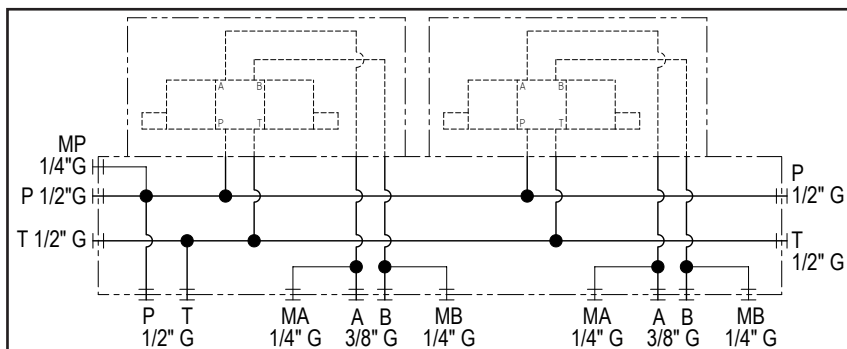 A B A B
P T P T
MP
1/4"G
P 1/2"G
T 1/2" G
P
1/2" G
T
1/2" G
P T MA A B MB MA A B MB
1/2" G 1/4" G 3/8" G 1/4" G 1/4" G 3/8" G 1/4" G